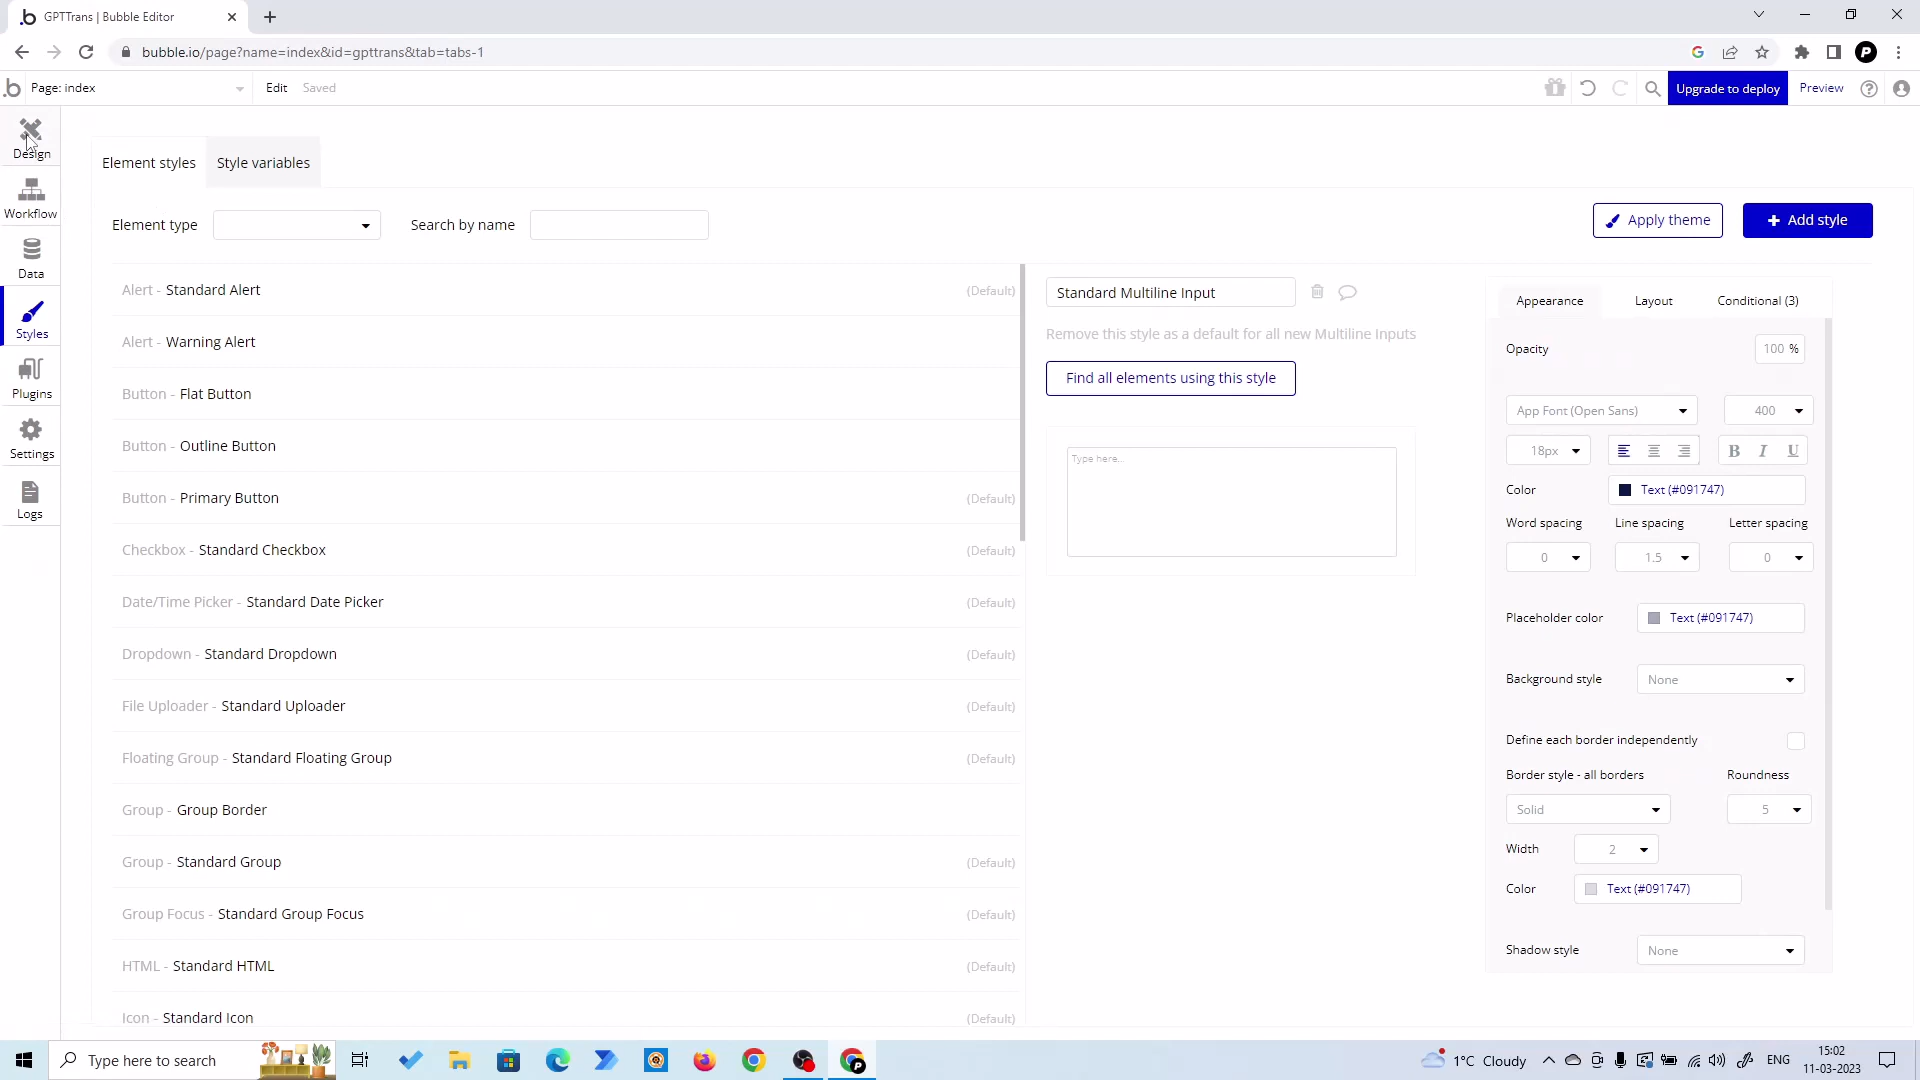 GPTTrans | Bubble Editor
bubble.io/page?name=index&id=gpttrans&tab=tabs-1
Page: index
Edit
Saved
Upgrade to deploy
Preview
Design
Workflow
Data
Styles
Plugins
Settings
Logs
Element styles
Style variables
Element type
Search by name
Apply theme
+ Add style
Alert - Standard Alert (Default)
Alert - Warning Alert
Button - Flat Button
Button - Outline Button
Button - Primary Button (Default)
Checkbox - Standard Checkbox (Default)
Date/Time Picker - Standard Date Picker (Default)
Dropdown - Standard Dropdown (Default)
File Uploader - Standard Uploader (Default)
Floating Group - Standard Floating Group (Default)
Group - Group Border
Group - Standard Group (Default)
Group Focus - Standard Group Focus (Default)
HTML - Standard HTML (Default)
Icon - Standard Icon (Default)
Standard Multiline Input
Remove this style as a default for all new Multiline Inputs
Find all elements using this style
Type here...
Appearance
Layout
Conditional (3)
Opacity 100 %
App Font (Open Sans) 400
18px B I U
Color Text (#091747)
Word spacing Line spacing Letter spacing
0 1.5 0
Placeholder color Text (#091747)
Background style None
Define each border independently
Border style - all borders Roundness
Solid 5
Width 2
Color Text (#091747)
Shadow style None
Type here to search
1°C Cloudy
ENG
15:02
11-03-2023